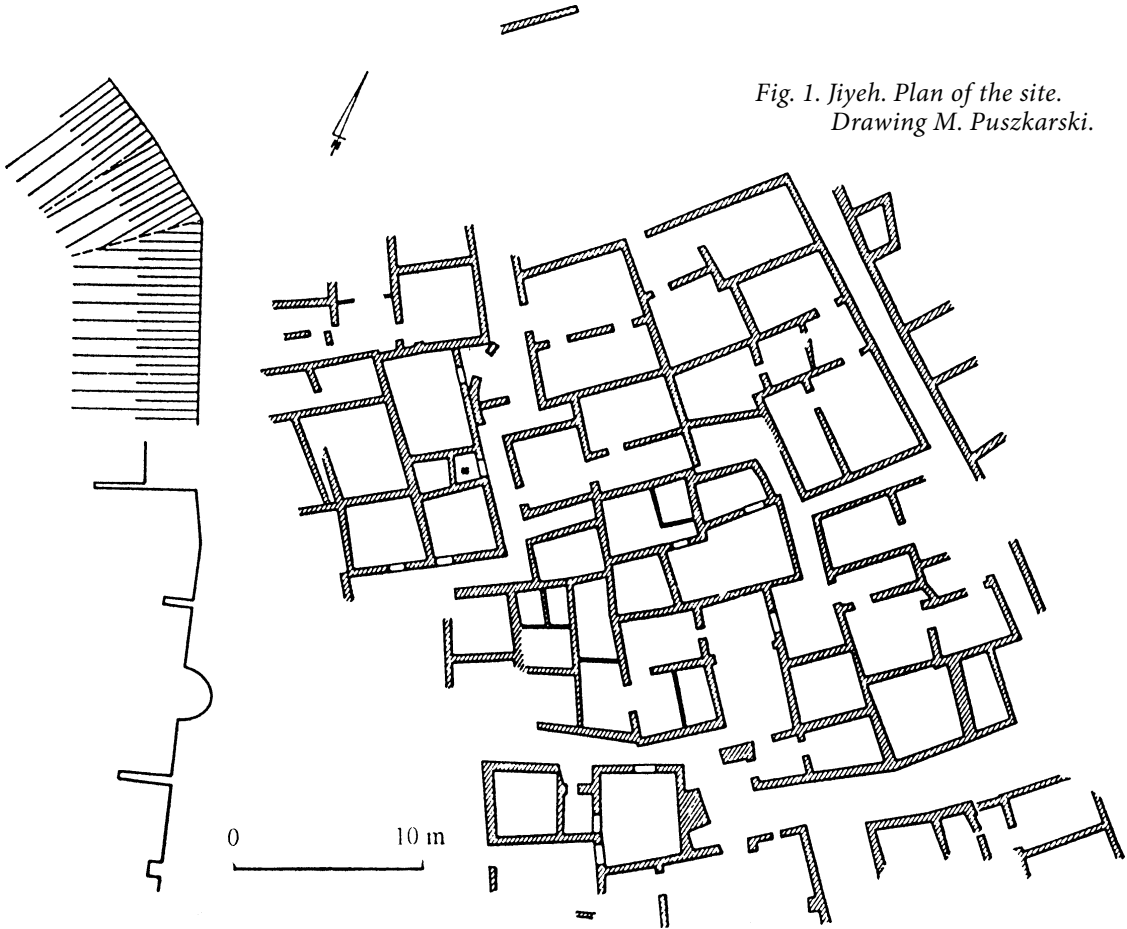 Fig. 1. Jiyeh. Plan of the site.
Drawing M. Puszkarski.
0 10 m